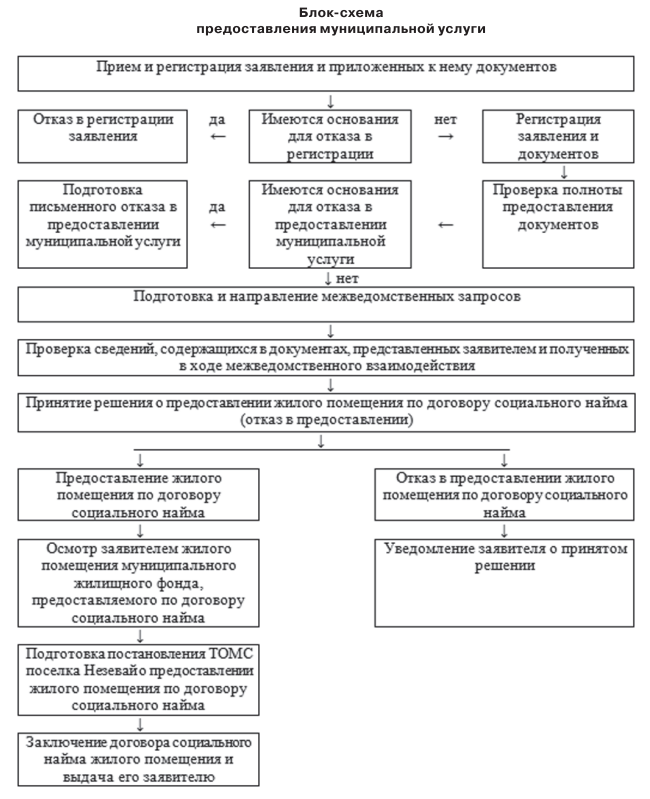 Блок-схема
предоставления муниципальной услуги
Прием и регистрация заявления и приложенных к нему документов
↓
Отказ в регистрации
заявления
да
←
Имеются основания
для отказа в
регистрации
нет
→
Регистрация
заявления и
документов
↓
Подготовка
письменного отказа в
предоставлении
муниципальной услуги
да
←
Имеются основания
для отказа в
предоставлении
муниципальной
услуги
←
Проверка полноты
предоставления
документов
↓нет
Подготовка и направление межведомственных запросов
↓
Проверка сведений, содержащихся в документах, представленных заявителем и полученных
в ходе межведомственного взаимодействия
↓
Принятие решения о предоставлении жилого помещения по договору социального найма
(отказ в предоставлении)
↓
↓
Предоставление жилого
помещения по договору
социального найма
↓
Осмотр заявителем жилого
помещения муниципального
жилищного фонда,
предоставляемого по договору
социального найма
↓
Подготовка постановления ТОМС
поселка Незевай о предоставлении
жилого помещения по договору
социального найма
↓
Заключение договора социального
найма жилого помещения и
выдача его заявителю
↓
Отказ в предоставлении жилого
помещения по договору социального
найма
↓
Уведомление заявителя о принятом
решении